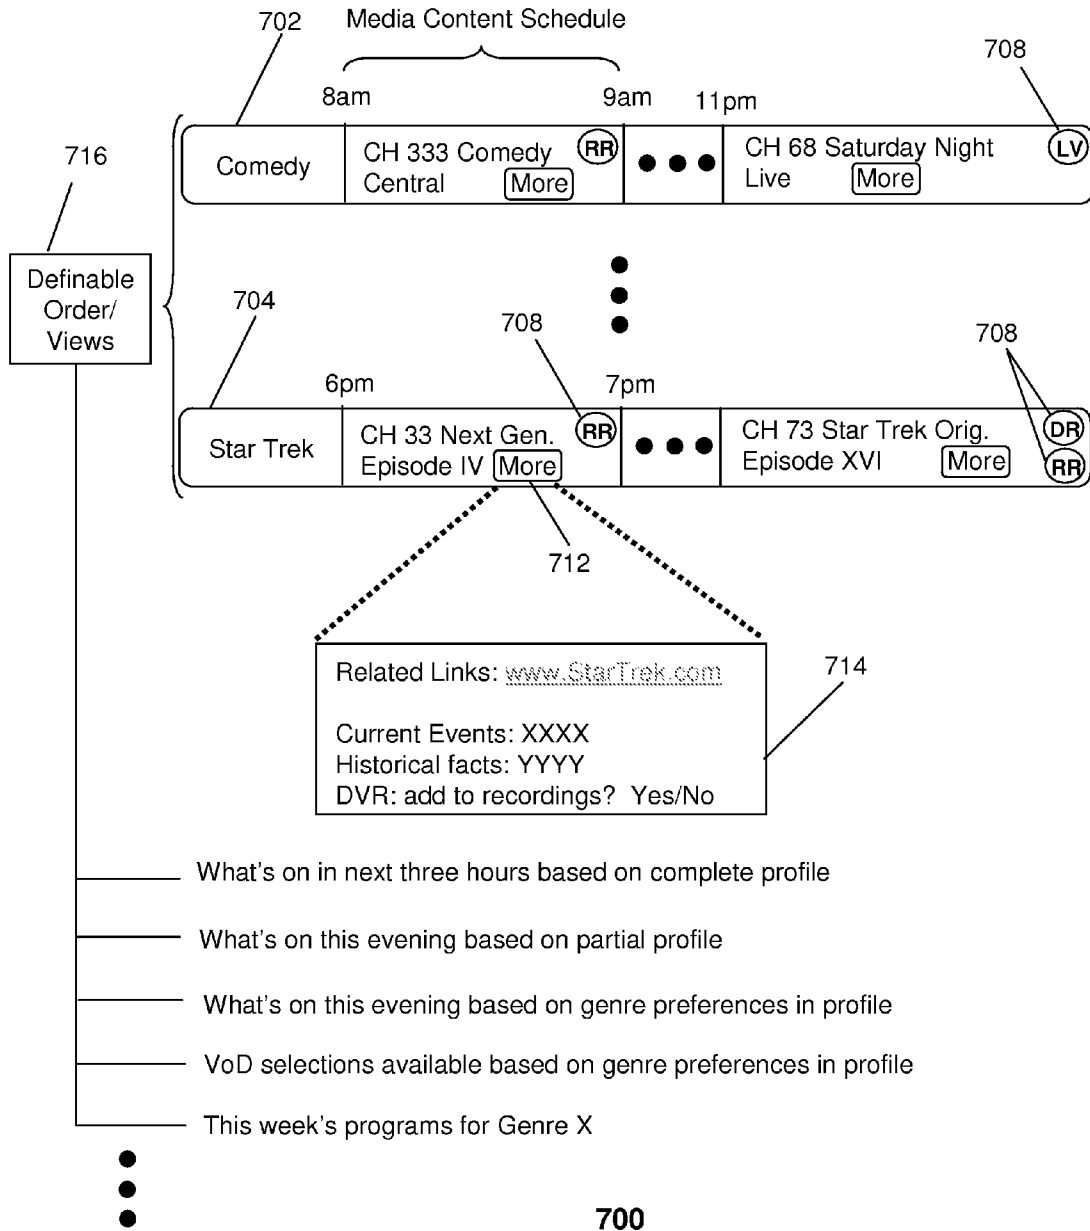 702
Media Content Schedule
708
8am
9am
11pm
716
Comedy
CH 333 Comedy
Central
More
RR
CH 68 Saturday Night
Live
More
LV
Definable
Order/
Views
704
708
708
6pm
7pm
Star Trek
CH 33 Next Gen.
Episode IV
More
RR
CH 73 Star Trek Orig.
Episode XVI
More
DR
RR
712
Related Links: www.StarTrek.com
714
Current Events: XXXX
Historical facts: YYYY
DVR: add to recordings? Yes/No
What's on in next three hours based on complete profile
What's on this evening based on partial profile
What's on this evening based on genre preferences in profile
VoD selections available based on genre preferences in profile
This week's programs for Genre X
700